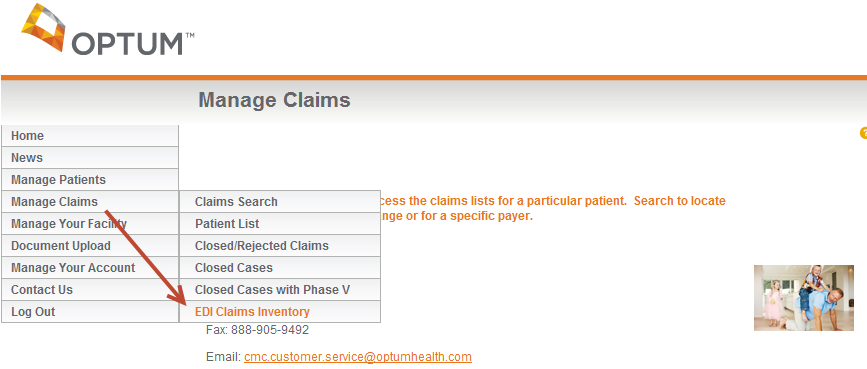 OPTUM™
Manage Claims
Home
News
Manage Patients
Manage Claims
Manage Your Facility
Document Upload
Manage Your Account
Contact Us
Log Out
Claims Search
Patient List
Closed/Rejected Claims
Closed Cases
Closed Cases with Phase V
EDI Claims Inventory
cess the claims lists for a particular patient. Search to locate
nge or for a specific payer.
Fax: 888-905-9492
Email: cmc.customer.service@optumhealth.com
?